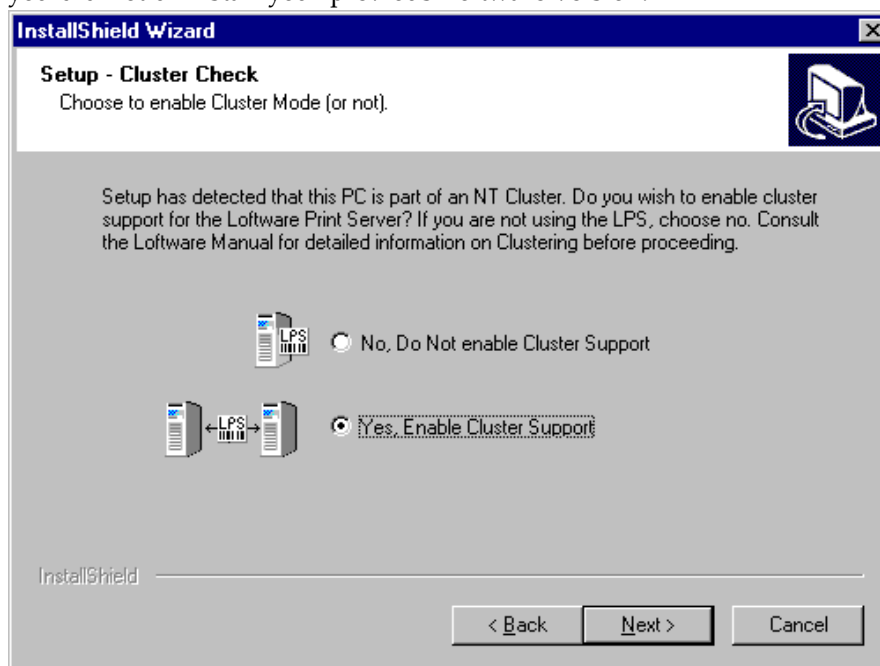 InstallShield Wizard
Setup - Cluster Check
Choose to enable Cluster Mode (or not).
Setup has detected that this PC is part of an NT Cluster. Do you wish to enable cluster
support for the Loftware Print Server? If you are not using the LPS, choose no. Consult
the Loftware Manual for detailed information on Clustering before proceeding.
LPS
No, Do Not enable Cluster Support
LPS
Yes, Enable Cluster Support
InstallShield
< Back
Next >
Cancel